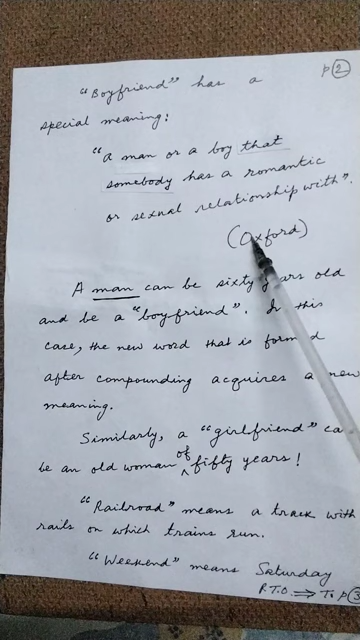 p ②
"Boyfriend" has a
special meaning:
"a man or a boy that
somebody has a romantic
or sexual relationship with".
(Oxford)
A man can be sixty years old
and be a "boyfriend". In this
case, the new word that is formed
after compounding acquires a new
meaning.
Similarly, a "girlfriend" ca
be an old woman of fifty years!
"Railroad" means a track with
rails on which trains run.
"Weekend" means Saturday
P.T.O. ⇒ To p ③